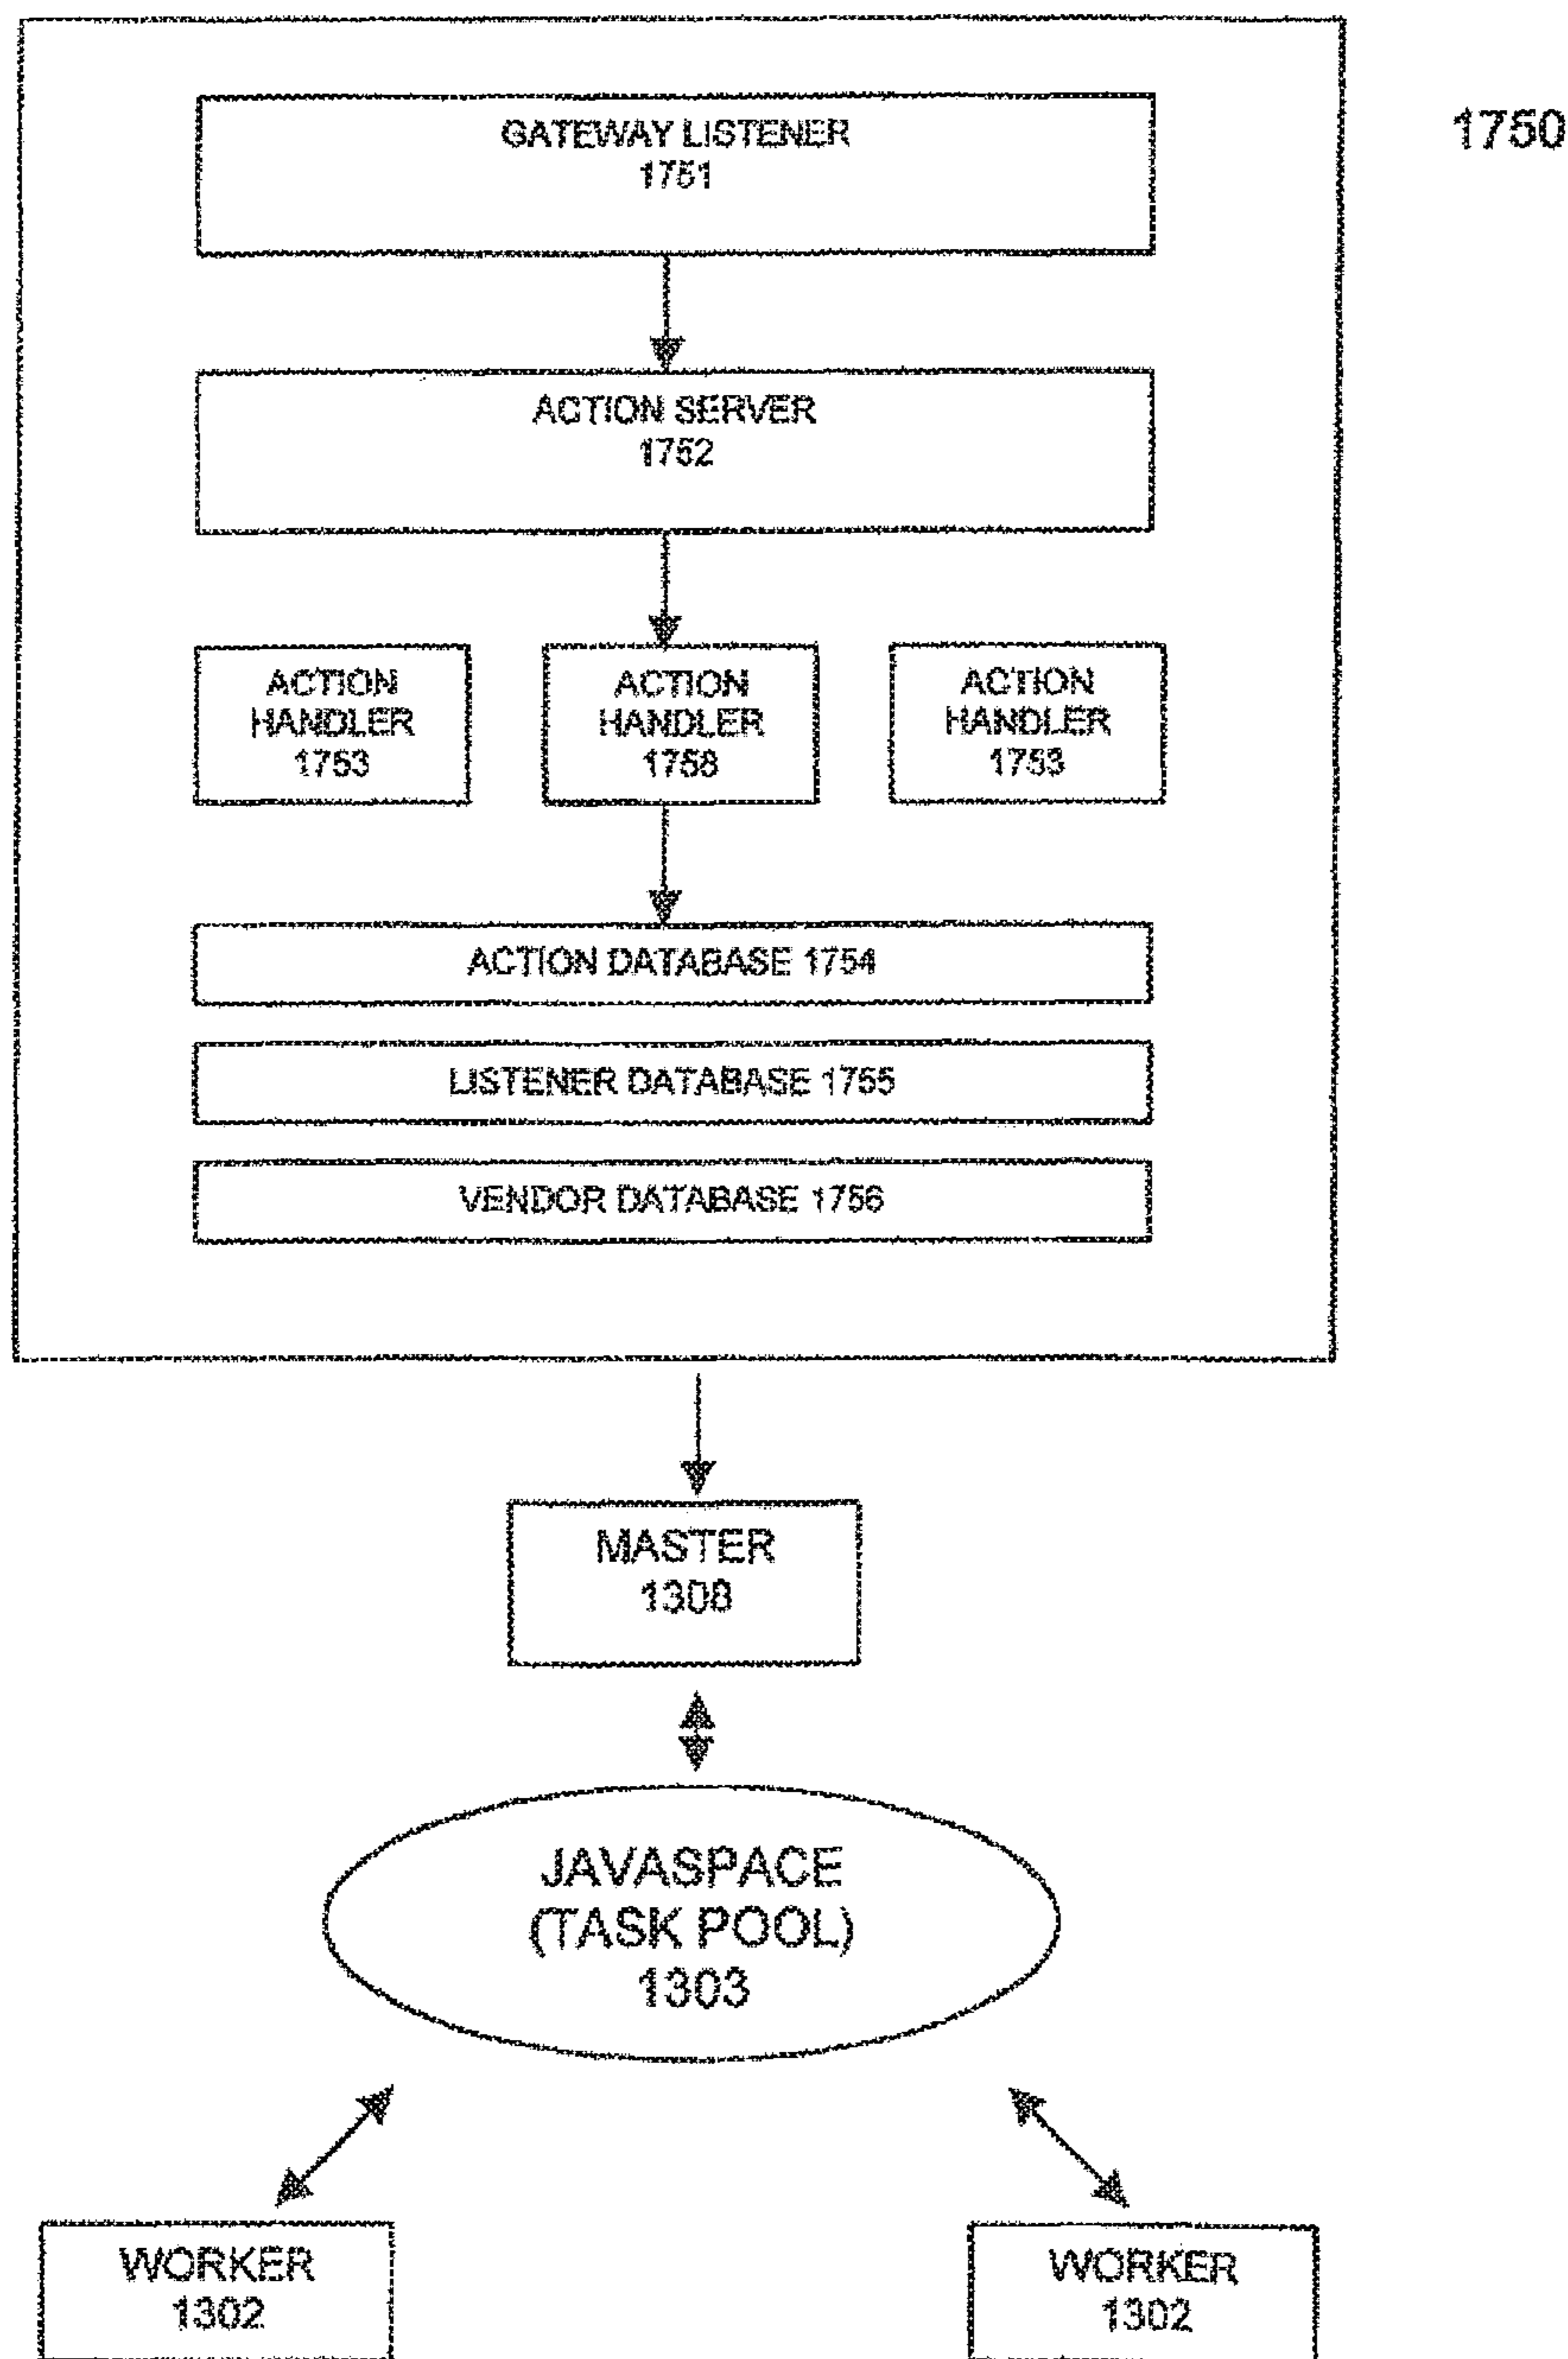 1750
GATEWAY LISTENER
1751
ACTION SERVER
1752
ACTION
HANDLER
1753
ACTION
HANDLER
1753
ACTION
HANDLER
1753
ACTION DATABASE 1754
LISTENER DATABASE 1755
VENDOR DATABASE 1756
MASTER
1308
JAVASPACE
(TASK POOL)
1303
WORKER
1302
WORKER
1302